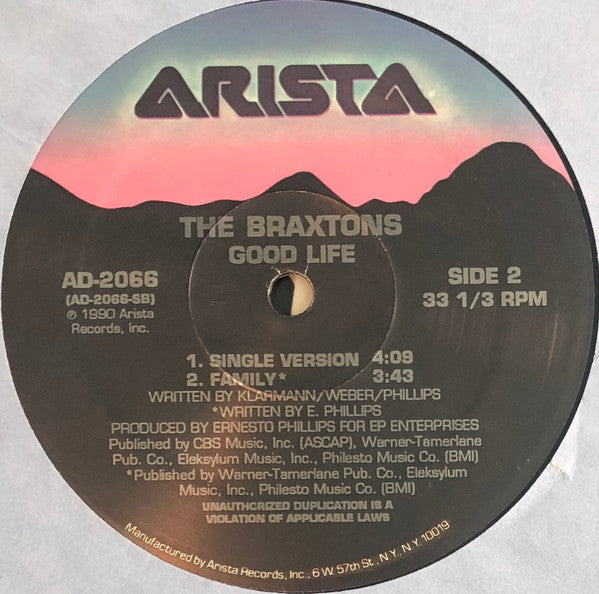 ARISTA
THE BRAXTONS
GOOD LIFE
AD-2066
(AD-2066-SB)
℗ 1990 Arista
Records, Inc.
SIDE 2
33 1/3 RPM
1. SINGLE VERSION 4:09
2. FAMILY* 3:43
WRITTEN BY KLARMANN/WEBER/PHILLIPS
*WRITTEN BY E. PHILLIPS
PRODUCED BY ERNESTO PHILLIPS FOR EP ENTERPRISES
Published by CBS Music, Inc. (ASCAP), Warner-Tamerlane
Pub. Co., Eleksylum Music, Inc., Philesto Music Co. (BMI)
*Published by Warner-Tamerlane Pub. Co., Eleksylum
Music, Inc., Philesto Music Co. (BMI)
UNAUTHORIZED DUPLICATION IS A
VIOLATION OF APPLICABLE LAWS
Manufactured by Arista Records, Inc., 6 W. 57th St., N.Y., N.Y. 10019